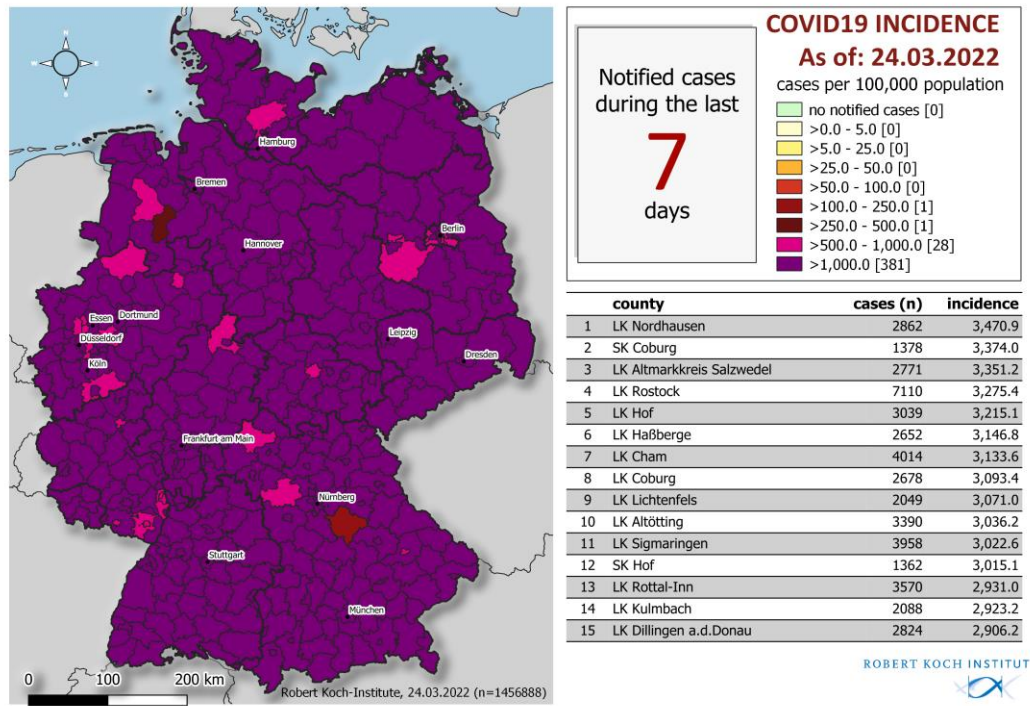 N
W
E
S
Hamburg
Bremen
Berlin
Hannover
Essen
Dortmund
Düsseldorf
Köln
Leipzig
Dresden
Frankfurt am Main
Nürnberg
Stuttgart
München
0 100 200 km
Robert Koch-Institute, 24.03.2022 (n=1456888)
Notified cases
during the last
7
days
COVID19 INCIDENCE
As of: 24.03.2022
cases per 100,000 population
no notified cases [0]
>0.0 - 5.0 [0]
>5.0 - 25.0 [0]
>25.0 - 50.0 [0]
>50.0 - 100.0 [0]
>100.0 - 250.0 [1]
>250.0 - 500.0 [1]
>500.0 - 1,000.0 [28]
>1,000.0 [381]
county cases (n) incidence
1 LK Nordhausen 2862 3,470.9
2 SK Coburg 1378 3,374.0
3 LK Altmarkkreis Salzwedel 2771 3,351.2
4 LK Rostock 7110 3,275.4
5 LK Hof 3039 3,215.1
6 LK Haßberge 2652 3,146.8
7 LK Cham 4014 3,133.6
8 LK Coburg 2678 3,093.4
9 LK Lichtenfels 2049 3,071.0
10 LK Altötting 3390 3,036.2
11 LK Sigmaringen 3958 3,022.6
12 SK Hof 1362 3,015.1
13 LK Rottal-Inn 3570 2,931.0
14 LK Kulmbach 2088 2,923.2
15 LK Dillingen a.d.Donau 2824 2,906.2
ROBERT KOCH INSTITUT